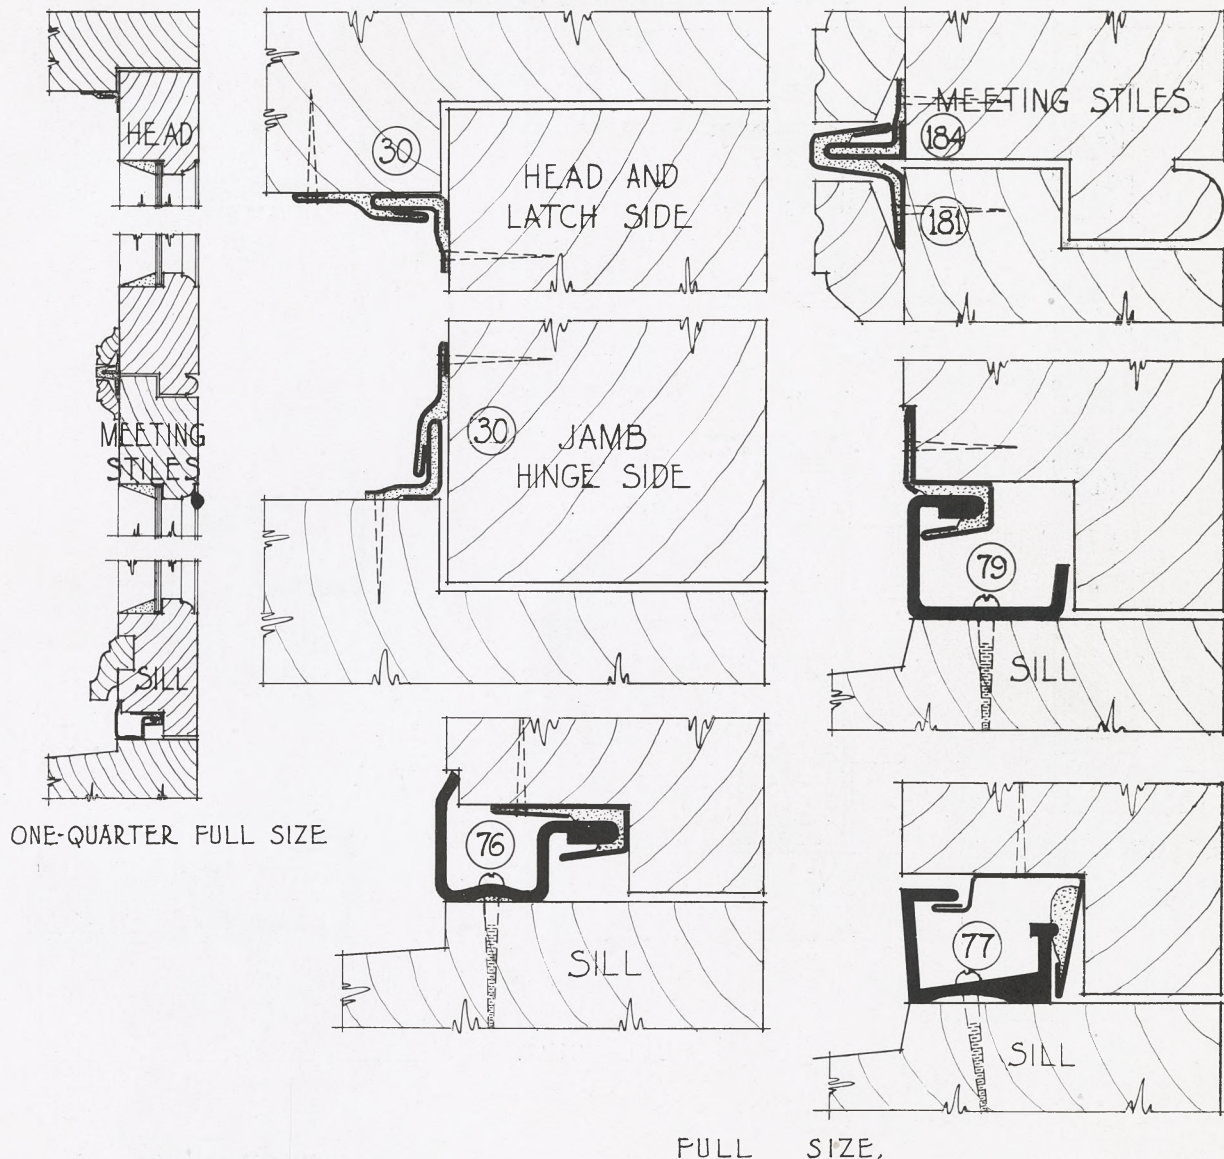 HEAD
MEETING
STILES
SILL
ONE-QUARTER FULL SIZE
30
HEAD AND
LATCH SIDE
30
JAMB
HINGE SIDE
MEETING STILES
184
181
79
SILL
76
SILL
77
SILL
FULL SIZE.